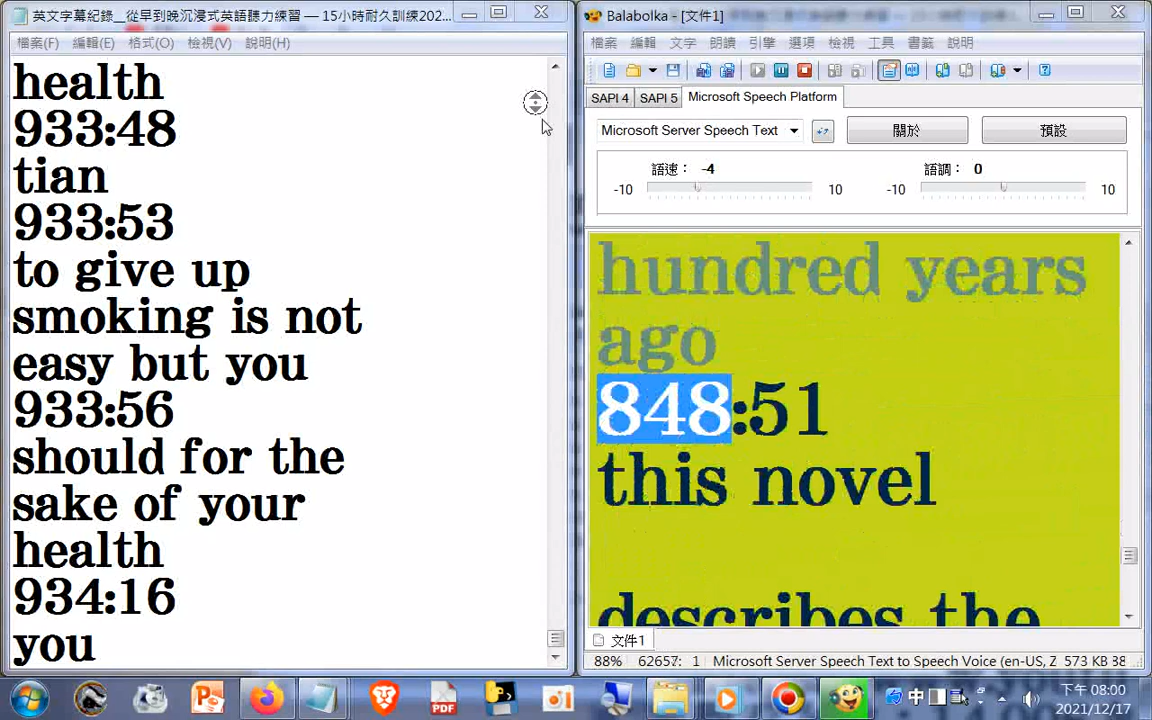 英文字幕紀錄__從早到晚沉浸式英語聽力練習 — 15小時耐久訓練202...
檔案(F) 編輯(E) 格式(O) 檢視(V) 說明(H)
health
933:48
tian
933:53
to give up
smoking is not
easy but you
933:56
should for the
sake of your
health
934:16
you
Balabolka - [文件1]
檔案 編輯 文字 朗讀 引擎 選項 檢視 工具 書籤 說明
SAPI 4 SAPI 5 Microsoft Speech Platform
Microsoft Server Speech Text 關於 預設
語速： -4 語調： 0
-10 10 -10 10
hundred years
ago
848:51
this novel
describes the
文件1
88% 62657: 1 Microsoft Server Speech Text to Speech Voice (en-US, Z 573 KB 38
PDF 中 下午 08:00
2021/12/17